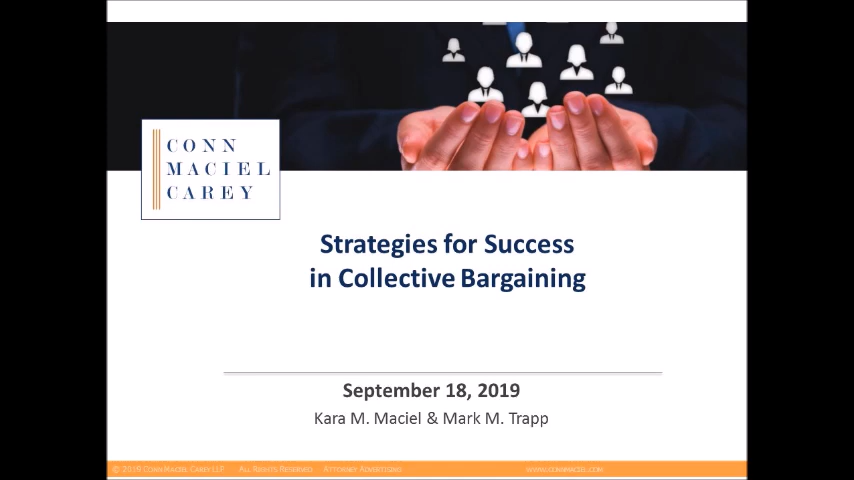 CONN
MACIEL
CAREY
Strategies for Success
in Collective Bargaining
September 18, 2019
Kara M. Maciel & Mark M. Trapp
© 2019 CONN MACIEL CAREY LLP ALL RIGHTS RESERVED ATTORNEY ADVERTISING WWW.CONNMACIEL.COM